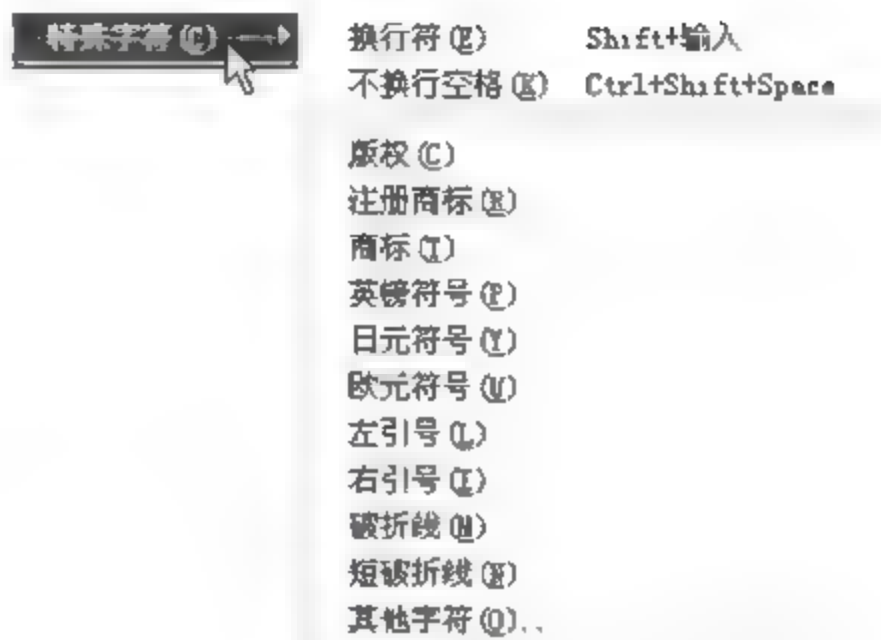 特殊字符(C)
换行符(E) Shift+输入
不换行空格(K) Ctrl+Shift+Space
版权(C)
注册商标(R)
商标(T)
英镑符号(P)
日元符号(Y)
欧元符号(U)
左引号(L)
右引号(I)
破折线(M)
短破折线(N)
其他字符(O)..